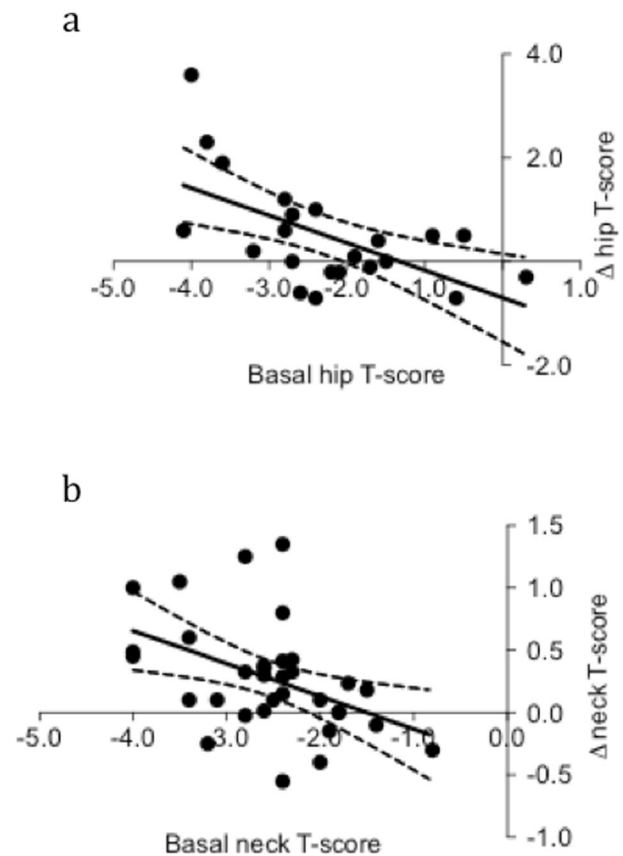 a
4.0
2.0
-5.0 -4.0 -3.0 -2.0 -1.0 1.0
-2.0
Δ hip T-score
Basal hip T-score
b
1.5
1.0
0.5
0.0
-5.0 -4.0 -3.0 -2.0 -1.0 0.0
-0.5
-1.0
Δ neck T-score
Basal neck T-score